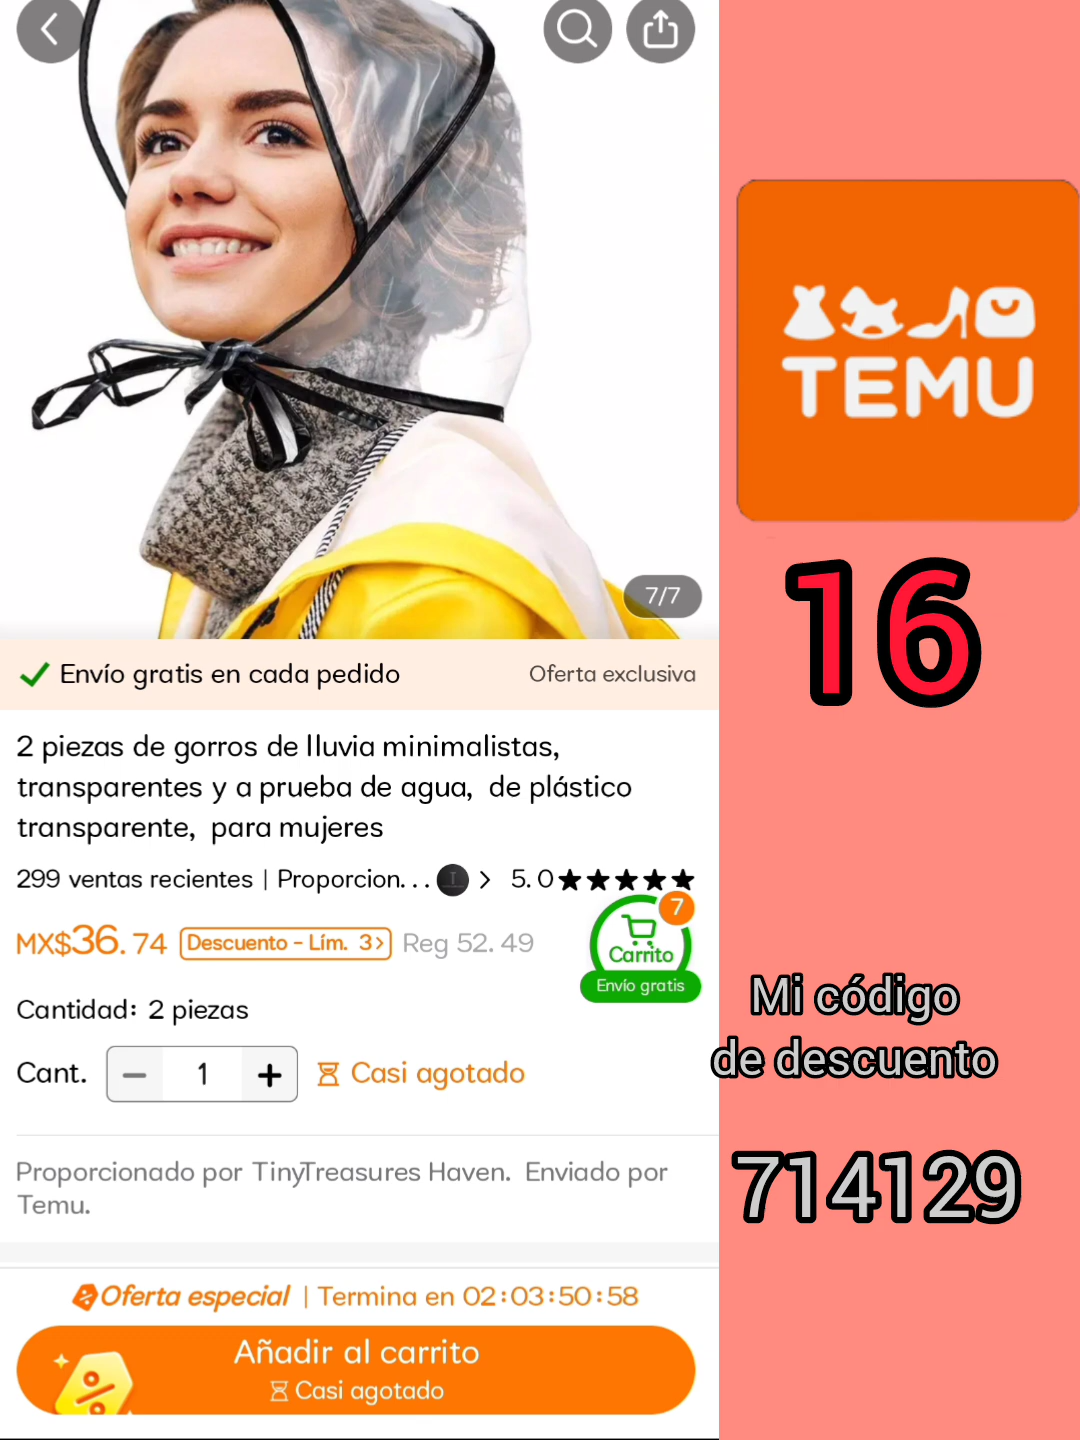 7/7
Envío gratis en cada pedido
Oferta exclusiva
2 piezas de gorros de lluvia minimalistas,
transparentes y a prueba de agua, de plástico
transparente, para mujeres
299 ventas recientes | Proporcion... T > 5.0
MX$36.74 Descuento - Lím. 3> Reg 52.49
7
Carrito
Envío gratis
Cantidad: 2 piezas
Cant. 1 + Casi agotado
Proporcionado por TinyTreasures Haven. Enviado por
Temu.
Oferta especial | Termina en 02:03:50:58
Añadir al carrito
Casi agotado
TEMU
16
Mi código
de descuento
714129